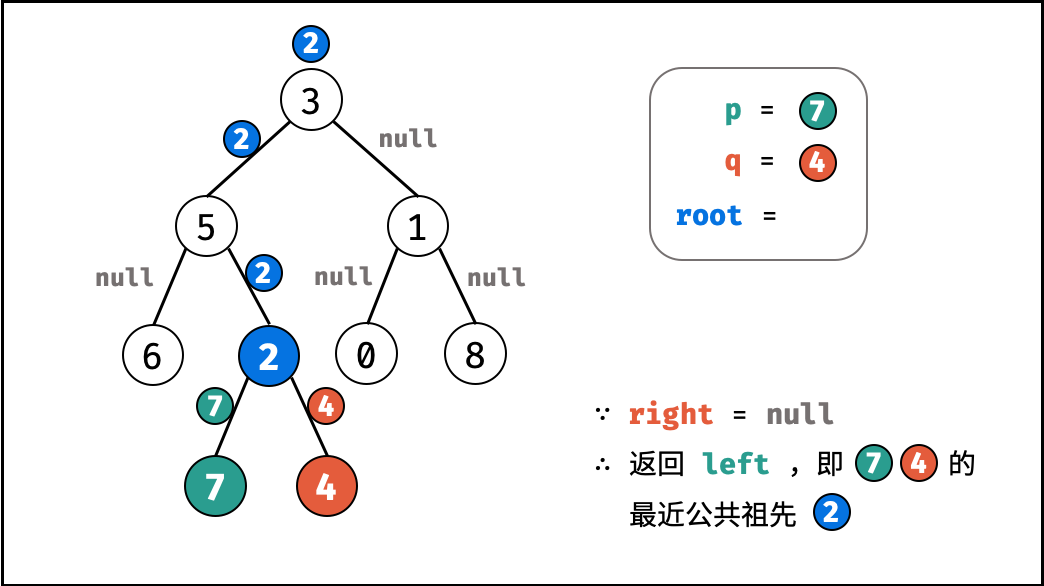 2
3
2
null
5
1
null
2
null
null
6
2
0
8
7
4
7
4
p = 7
q = 4
root =
∵ right = null
∴ 返回 left ，即 7 4 的
最近公共祖先 2